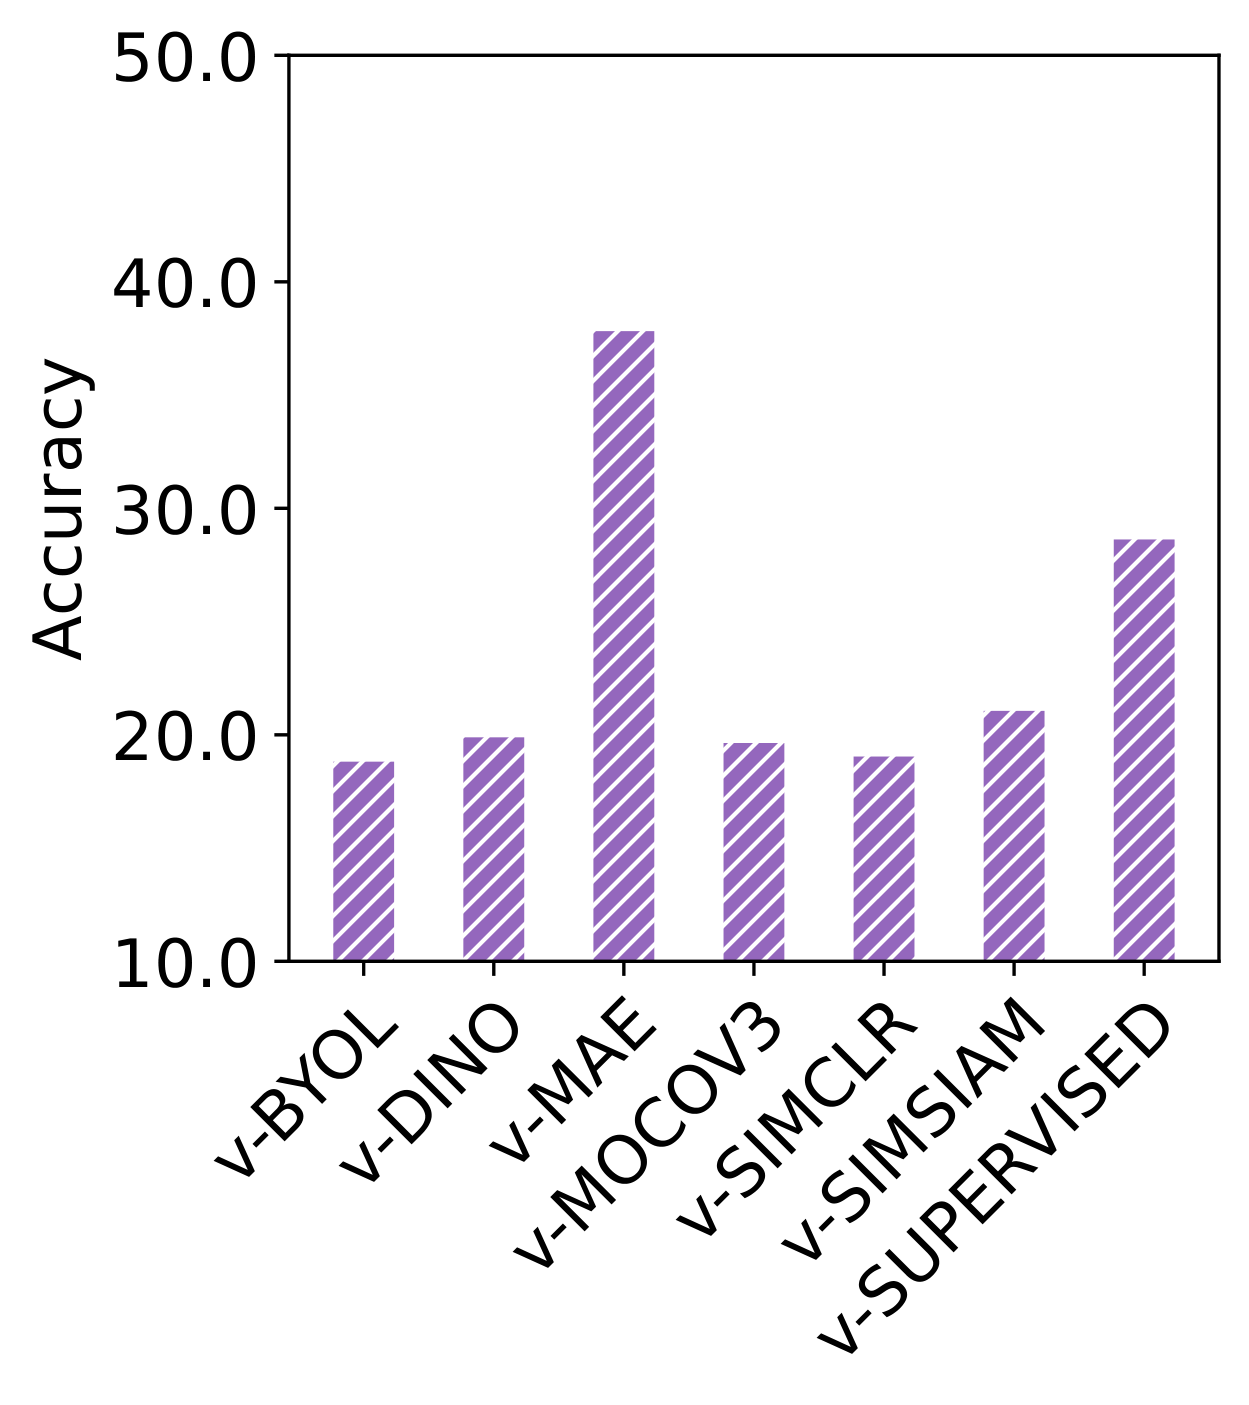 50.0
40.0
30.0
20.0
10.0
Accuracy
v-BYOL
v-DINO
v-MAE
v-MOCOV3
v-SIMCLR
v-SIMSIAM
v-SUPERVISED